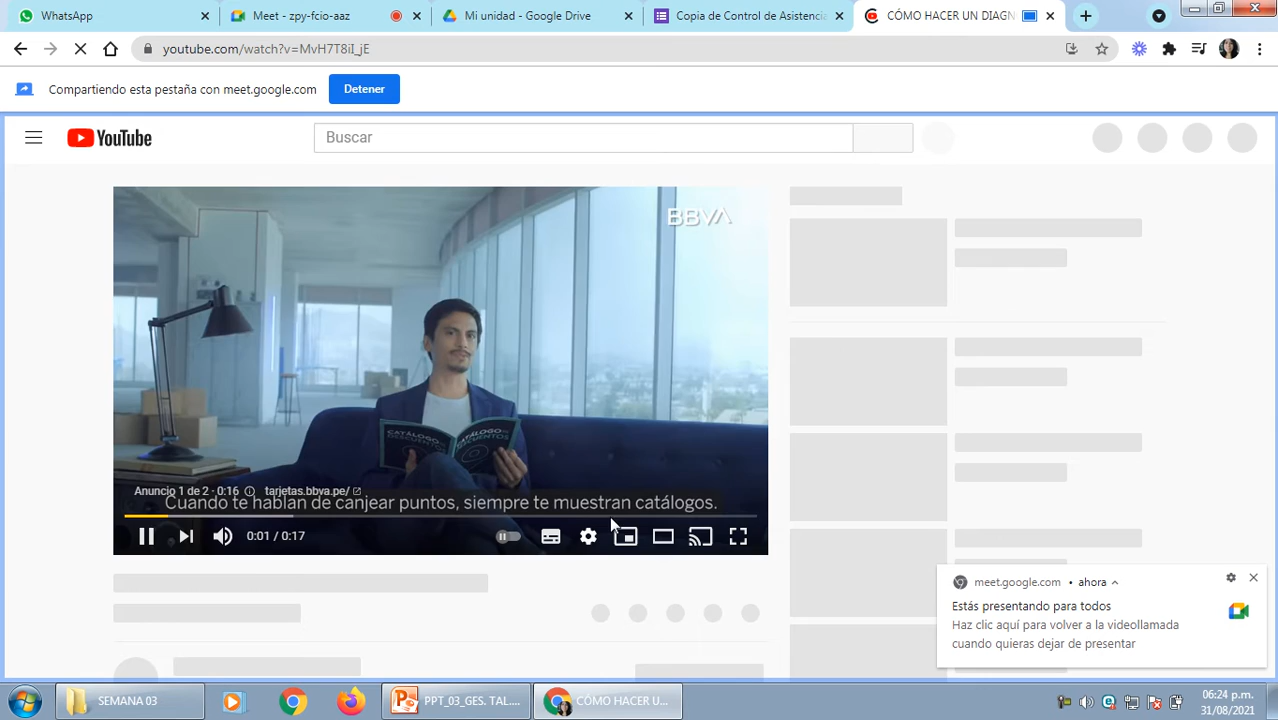 WhatsApp
Meet - zpy-fcio-aaz
Mi unidad - Google Drive
Copia de Control de Asistencia
CÓMO HACER UN DIAGN
youtube.com/watch?v=MvH7T8iI_jE
Compartiendo esta pestaña con meet.google.com
Detener
YouTube
Buscar
BBVA
CATÁLOGO
Anuncio 1 de 2 · 0:16
tarjetas.bbva.pe/
Cuando te hablan de canjear puntos, siempre te muestran catálogos.
0:01 / 0:17
meet.google.com • ahora
Estás presentando para todos
Haz clic aquí para volver a la videollamada
cuando quieras dejar de presentar
SEMANA 03
PPT_03_GES. TAL....
CÓMO HACER U...
06:24 p.m.
31/08/2021